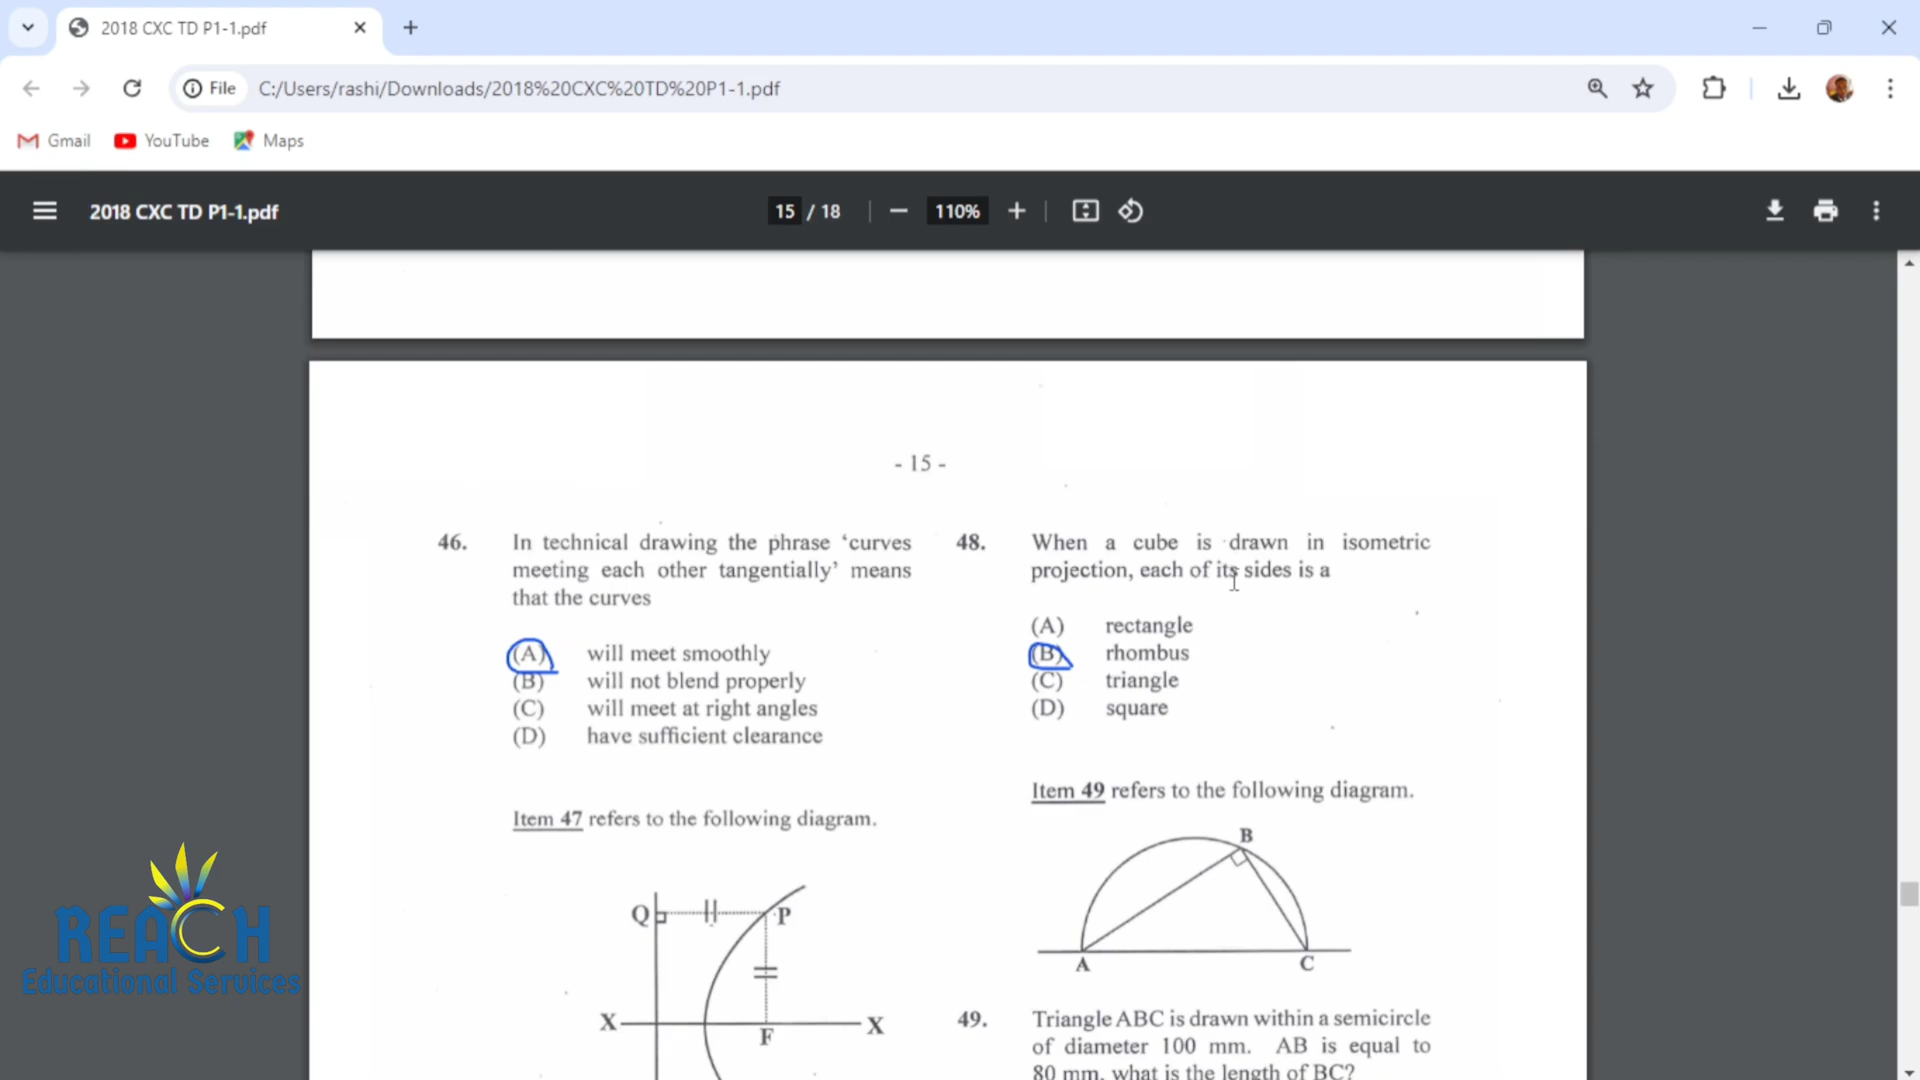 2018 CXC TD P1-1.pdf
File
C:/Users/rashi/Downloads/2018%20CXC%20TD%20P1-1.pdf
Gmail
YouTube
Maps
2018 CXC TD P1-1.pdf
15 / 18
110%
- 15 -
46. In technical drawing the phrase ‘curves
meeting each other tangentially’ means
that the curves
(A) will meet smoothly
(B) will not blend properly
(C) will meet at right angles
(D) have sufficient clearance
Item 47 refers to the following diagram.
Q
P
X
X
F
48. When a cube is drawn in isometric
projection, each of its sides is a
(A) rectangle
(B) rhombus
(C) triangle
(D) square
Item 49 refers to the following diagram.
B
A
C
49. Triangle ABC is drawn within a semicircle
of diameter 100 mm. AB is equal to
80 mm, what is the length of BC?
REACH
Educational Services